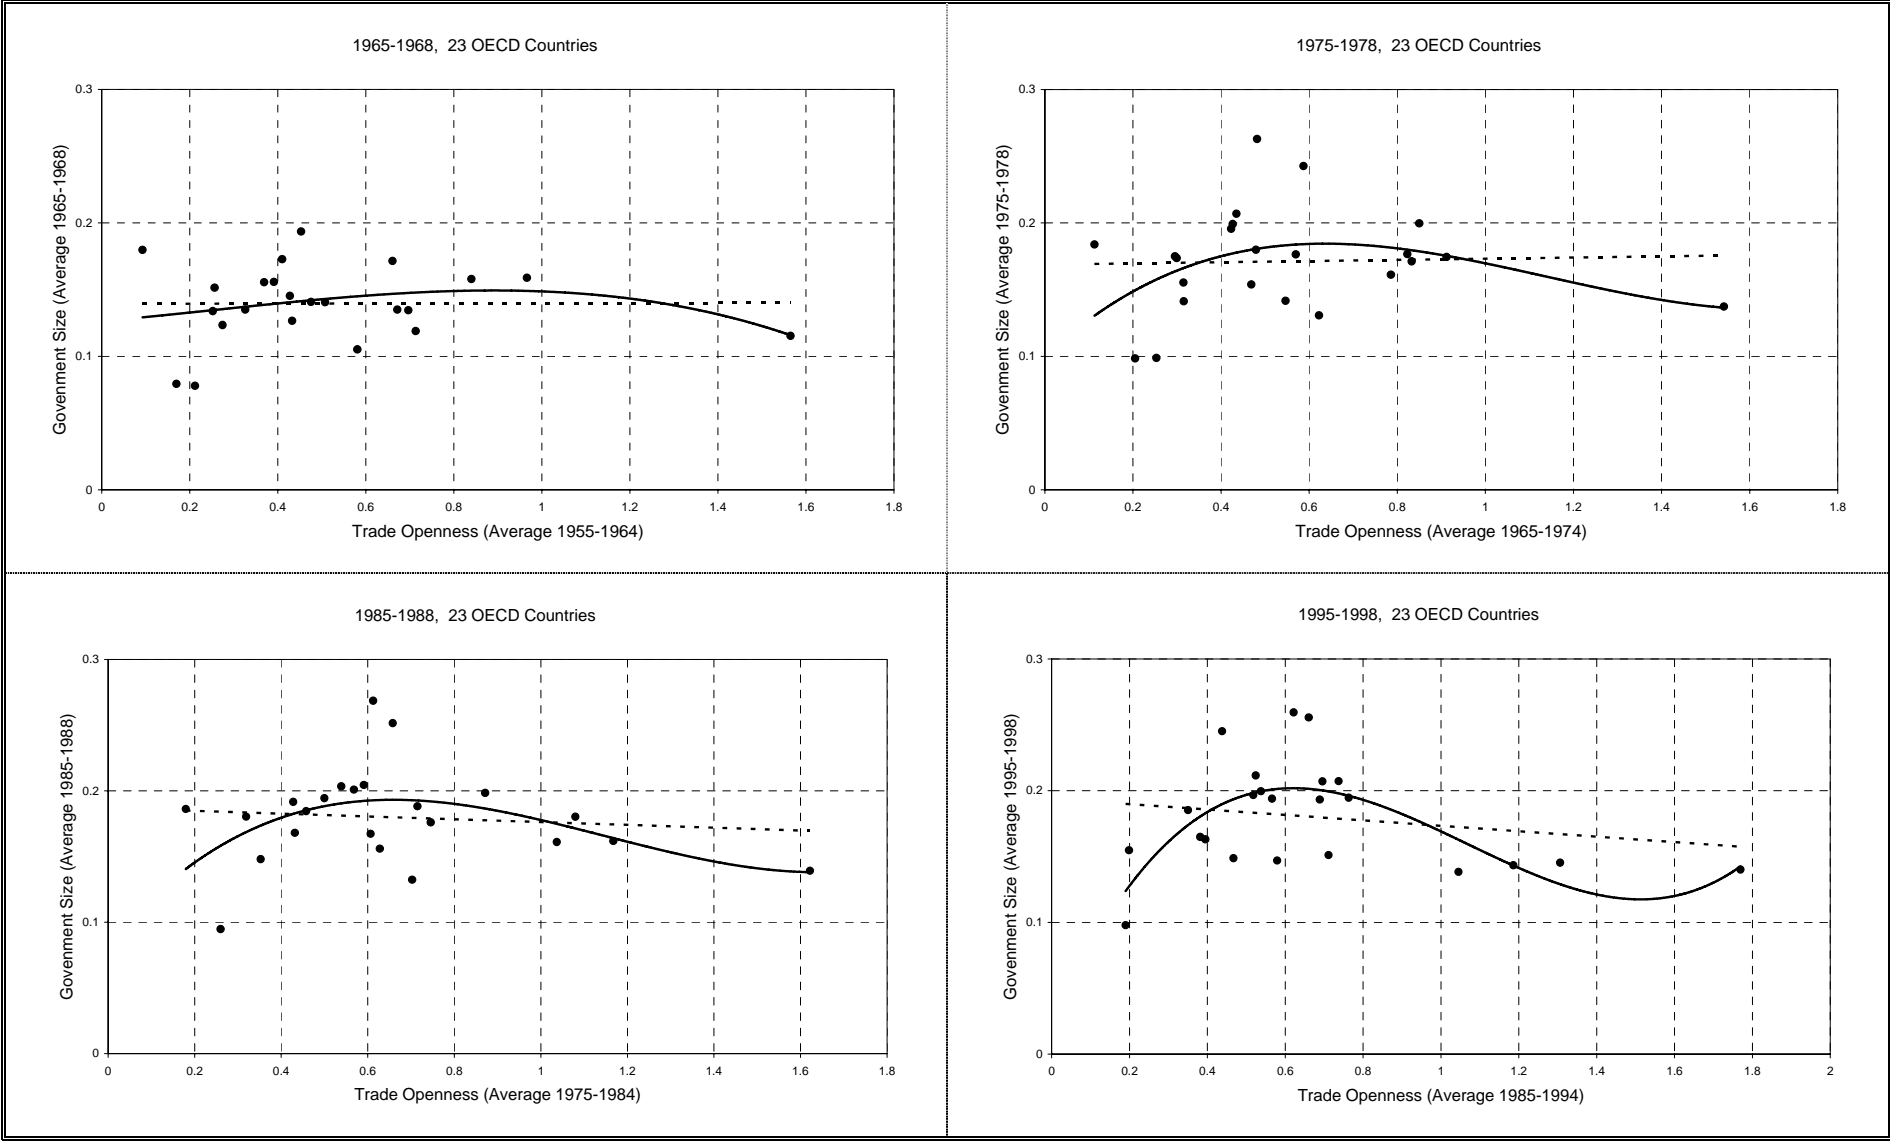 1965-1968, 23 OECD Countries
0.3
0.2
0.1
0
0 0.2 0.4 0.6 0.8 1 1.2 1.4 1.6 1.8
Trade Openness (Average 1955-1964)
Govenment Size (Average 1965-1968)
1975-1978, 23 OECD Countries
0.3
0.2
0.1
0
0 0.2 0.4 0.6 0.8 1 1.2 1.4 1.6 1.8
Trade Openness (Average 1965-1974)
Govenment Size (Average 1975-1978)
1985-1988, 23 OECD Countries
0.3
0.2
0.1
0
0 0.2 0.4 0.6 0.8 1 1.2 1.4 1.6 1.8
Trade Openness (Average 1975-1984)
Govenment Size (Average 1985-1988)
1995-1998, 23 OECD Countries
0.3
0.2
0.1
0
0 0.2 0.4 0.6 0.8 1 1.2 1.4 1.6 1.8 2
Trade Openness (Average 1985-1994)
Govenment Size (Average 1995-1998)